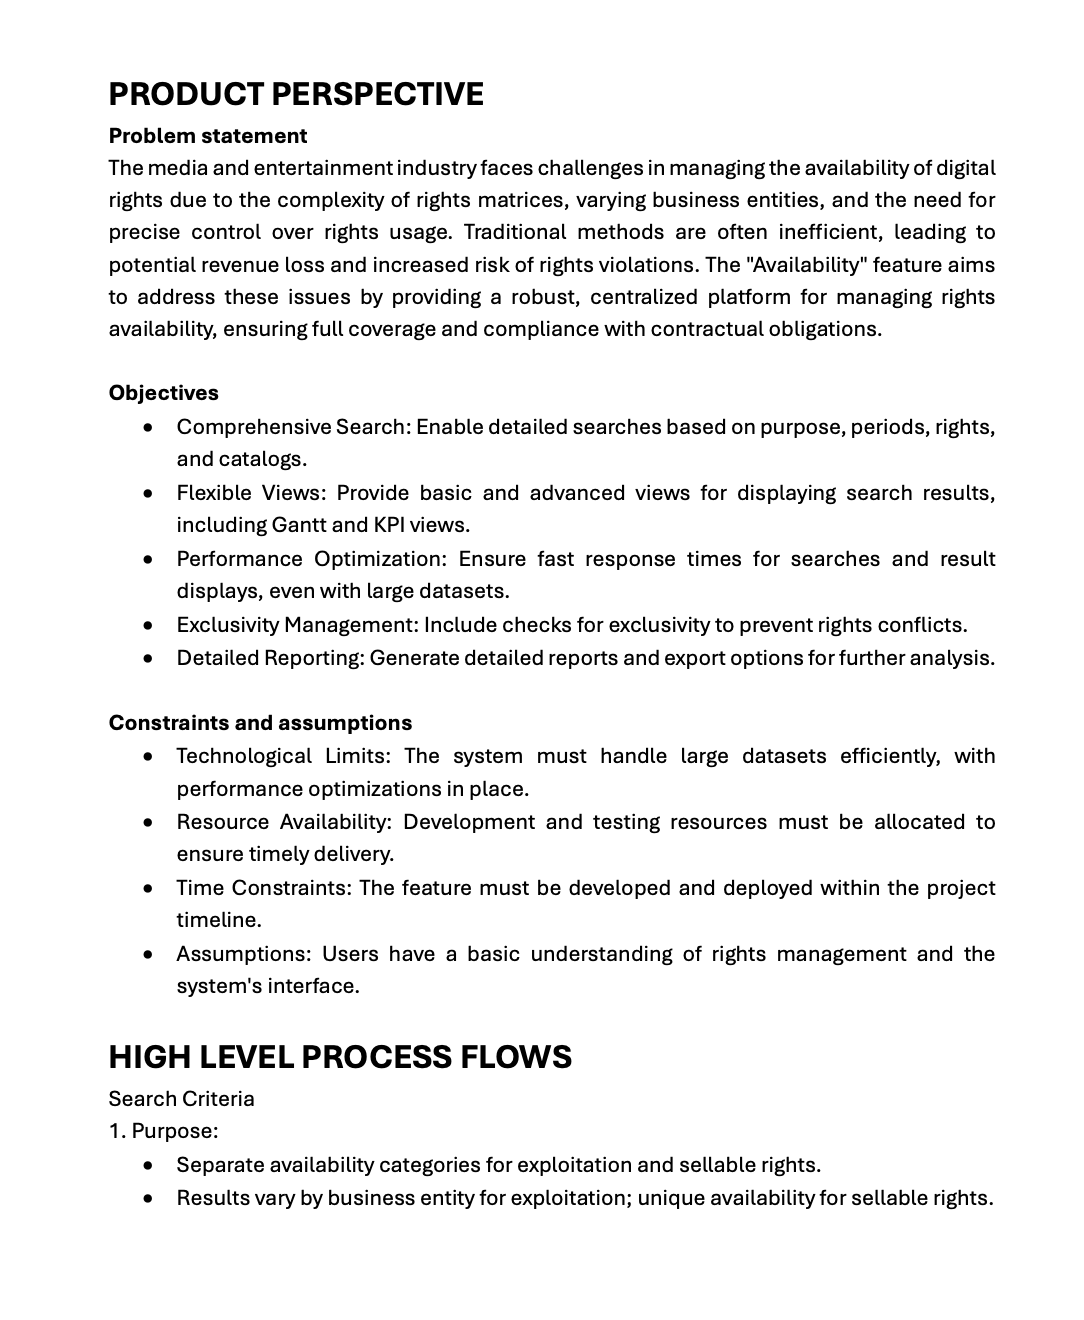 PRODUCT PERSPECTIVE
Problem statement
The media and entertainment industry faces challenges in managing the availability of digital
rights due to the complexity of rights matrices, varying business entities, and the need for
precise control over rights usage. Traditional methods are often inefficient, leading to
potential revenue loss and increased risk of rights violations. The "Availability" feature aims
to address these issues by providing a robust, centralized platform for managing rights
availability, ensuring full coverage and compliance with contractual obligations.
Objectives
• Comprehensive Search: Enable detailed searches based on purpose, periods, rights,
and catalogs.
• Flexible Views: Provide basic and advanced views for displaying search results,
including Gantt and KPI views.
• Performance Optimization: Ensure fast response times for searches and result
displays, even with large datasets.
• Exclusivity Management: Include checks for exclusivity to prevent rights conflicts.
• Detailed Reporting: Generate detailed reports and export options for further analysis.
Constraints and assumptions
• Technological Limits: The system must handle large datasets efficiently, with
performance optimizations in place.
• Resource Availability: Development and testing resources must be allocated to
ensure timely delivery.
• Time Constraints: The feature must be developed and deployed within the project
timeline.
• Assumptions: Users have a basic understanding of rights management and the
system's interface.
HIGH LEVEL PROCESS FLOWS
Search Criteria
1. Purpose:
• Separate availability categories for exploitation and sellable rights.
• Results vary by business entity for exploitation; unique availability for sellable rights.